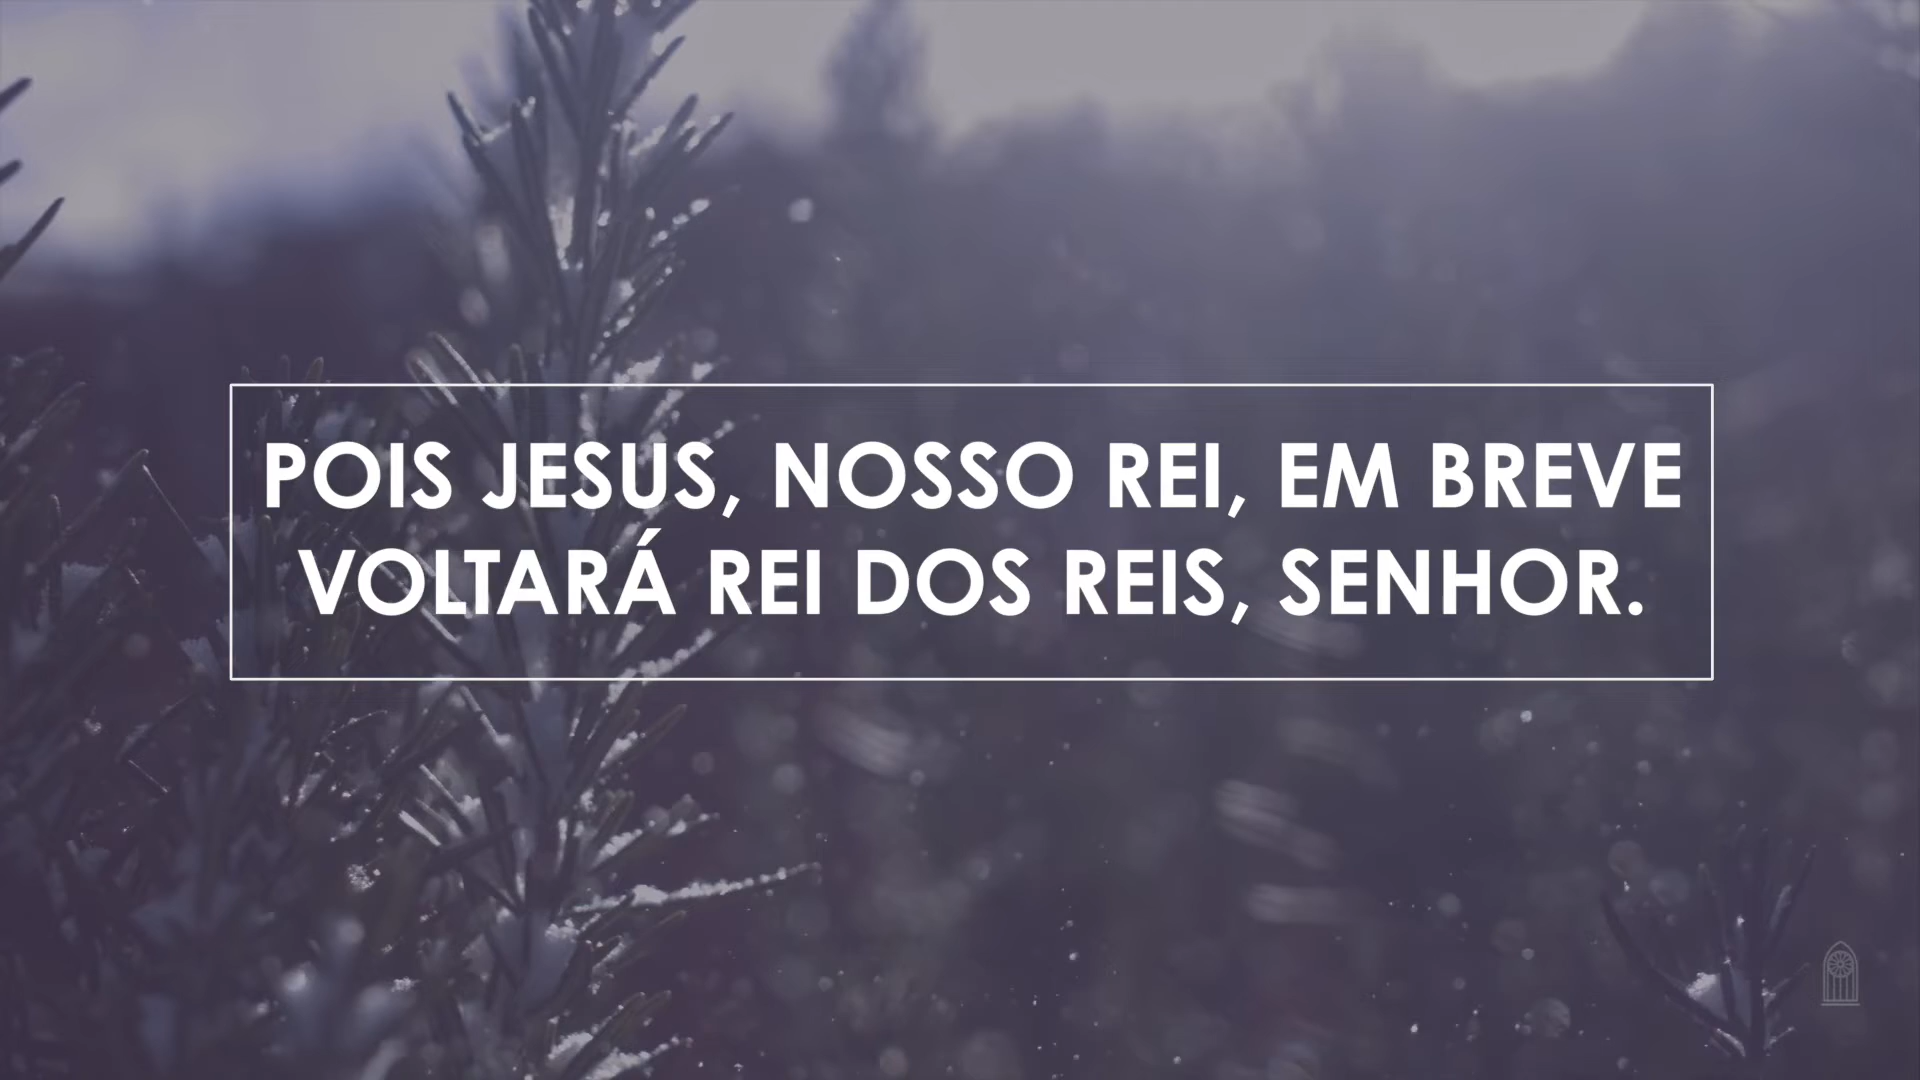 POIS JESUS, NOSSO REI, EM BREVE
VOLTARÁ REI DOS REIS, SENHOR.